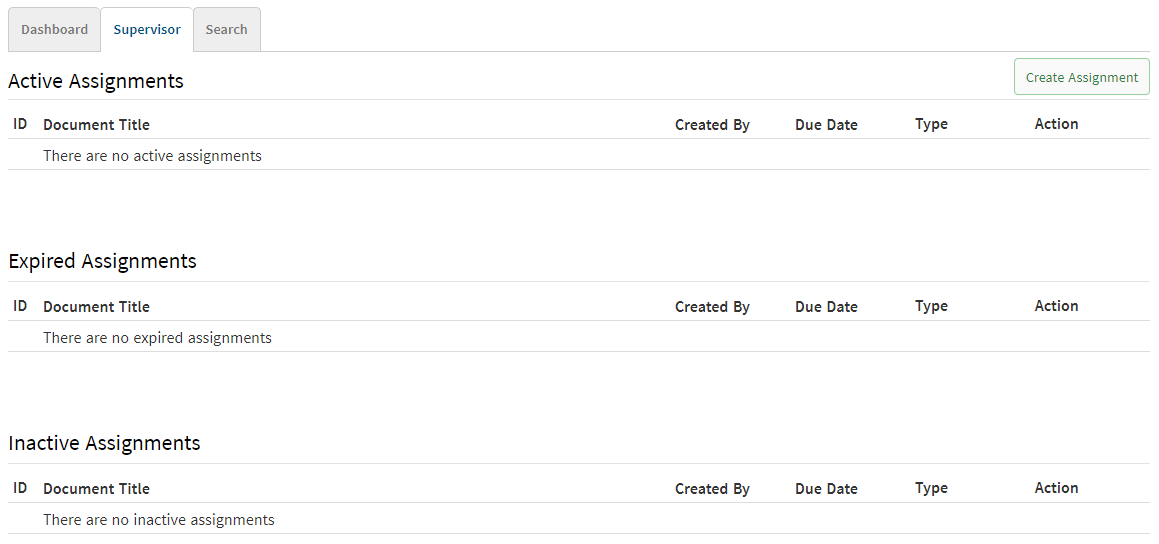 Dashboard Supervisor Search
Active Assignments Create Assignment
ID Document Title Created By Due Date Type Action
There are no active assignments
Expired Assignments
ID Document Title Created By Due Date Type Action
There are no expired assignments
Inactive Assignments
ID Document Title Created By Due Date Type Action
There are no inactive assignments